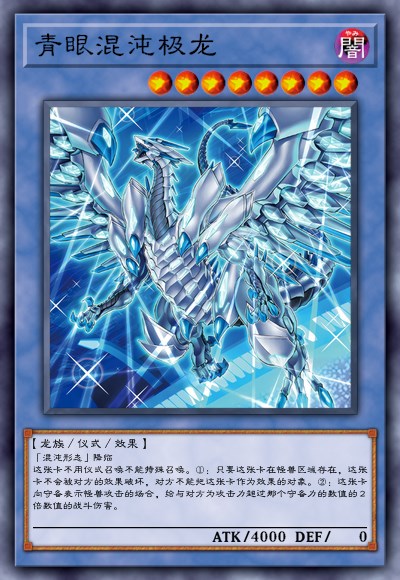 青眼混沌极龙
闇
やみ
【龙族/仪式/效果】
「混沌形态」降临
这张卡不用仪式召唤不能特殊召唤。①：只要这张卡在怪兽区域存在，这张
卡不会被对方的效果破坏，对方不能把这张卡作为效果的对象。②：这张卡
向守备表示怪兽攻击的场合，给与对方为攻击力超过那个守备力的数值的2
倍数值的战斗伤害。
ATK/4000 DEF/ 0